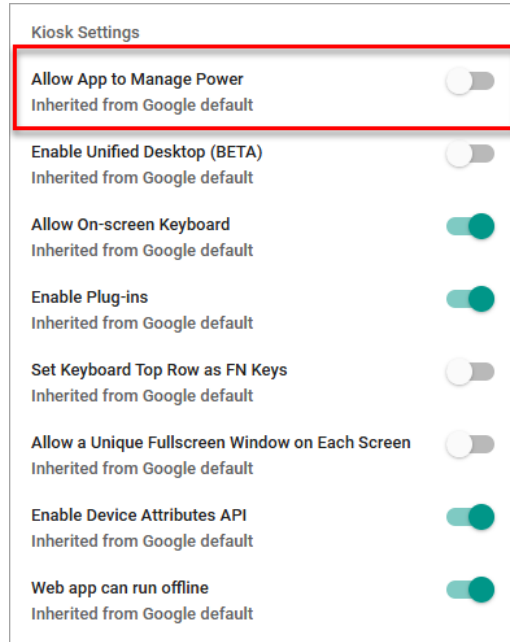 Kiosk Settings
Allow App to Manage Power
Inherited from Google default
Enable Unified Desktop (BETA)
Inherited from Google default
Allow On-screen Keyboard
Inherited from Google default
Enable Plug-ins
Inherited from Google default
Set Keyboard Top Row as FN Keys
Inherited from Google default
Allow a Unique Fullscreen Window on Each Screen
Inherited from Google default
Enable Device Attributes API
Inherited from Google default
Web app can run offline
Inherited from Google default